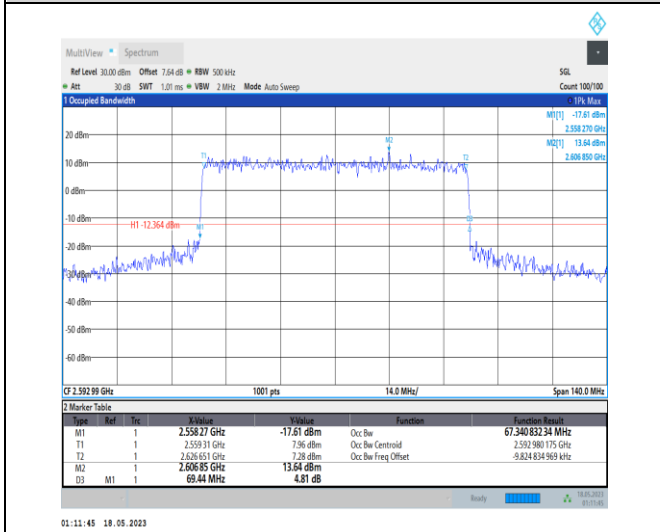 MultiView Spectrum
Ref Level 30.00 dBm Offset 7.64 dB RBW 500 kHz SGL
Att 30 dB SWT 1.01 ms VBW 2 MHz Mode Auto Sweep Count 100/100
1 Occupied Bandwidth 1Pk Max
M1[1] -17.61 dBm
2.558 270 GHz
M2[1] 13.64 dBm
2.606 850 GHz
20 dBm
M2
T1 T2
10 dBm
0 dBm
-10 dBm
H1 -12.364 dBm
M1
-20 dBm
-30 dBm
-40 dBm
-50 dBm
-60 dBm
CF 2.592 99 GHz 1001 pts 14.0 MHz/ Span 140.0 MHz
2 Marker Table
Type Ref Trc X-Value Y-Value Function Function Result
M1 1 2.558 27 GHz -17.61 dBm Occ Bw 67.340 832 34 MHz
T1 1 2.559 31 GHz 7.96 dBm Occ Bw Centroid 2.592 980 175 GHz
T2 1 2.626 651 GHz 7.28 dBm Occ Bw Freq Offset -9.824 834 969 kHz
M2 1 2.606 85 GHz 13.64 dBm
D3 M1 1 69.44 MHz 4.81 dB
Ready 18.05.2023
01:11:45
01:11:45 18.05.2023